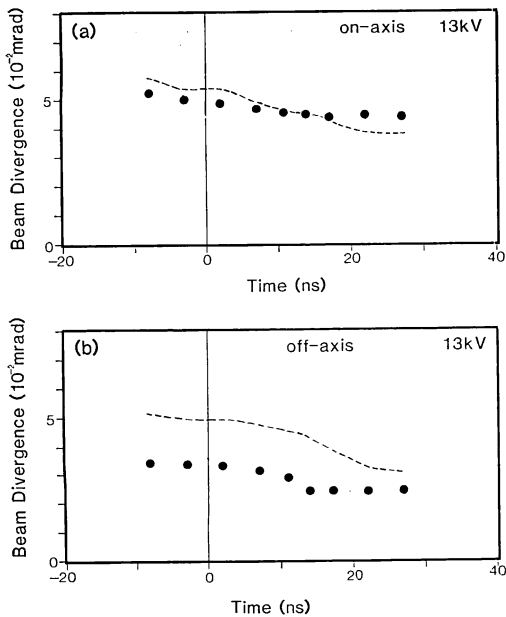 (a) on-axis 13kV
Beam Divergence (10⁻²mrad)
5
0
-20 0 20 40
Time (ns)
(b) off-axis 13kV
Beam Divergence (10⁻²mrad)
5
0
-20 0 20 40
Time (ns)